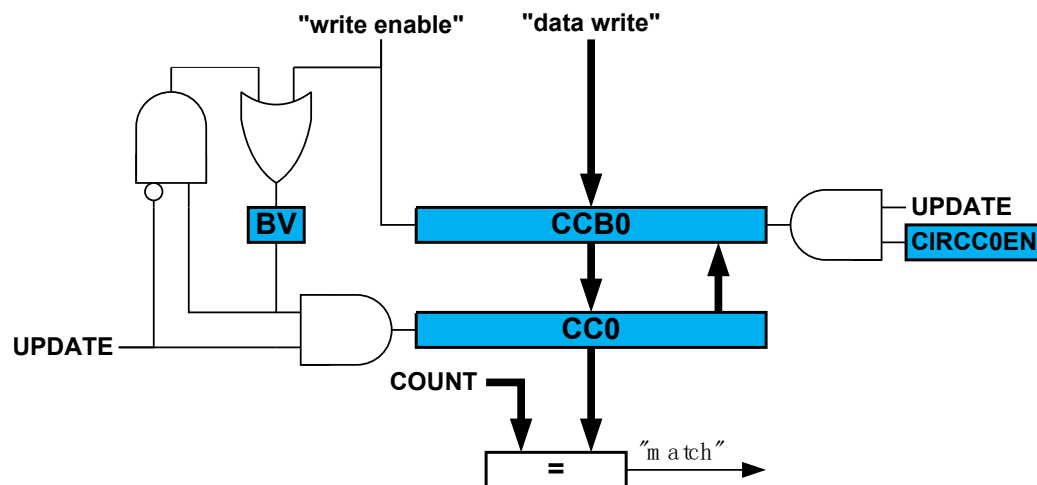 "write enable"
"data write"
BV
CCB0
UPDATE
CIRCC0EN
CC0
UPDATE
COUNT
=
"match"